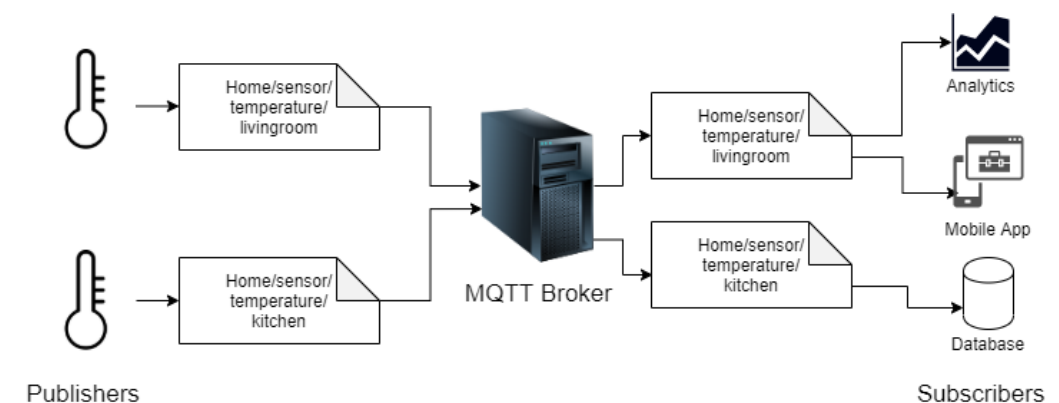 Home/sensor/
temperature/
livingroom
Home/sensor/
temperature/
kitchen
MQTT Broker
Home/sensor/
temperature/
livingroom
Home/sensor/
temperature/
kitchen
Analytics
Mobile App
Database
Publishers
Subscribers